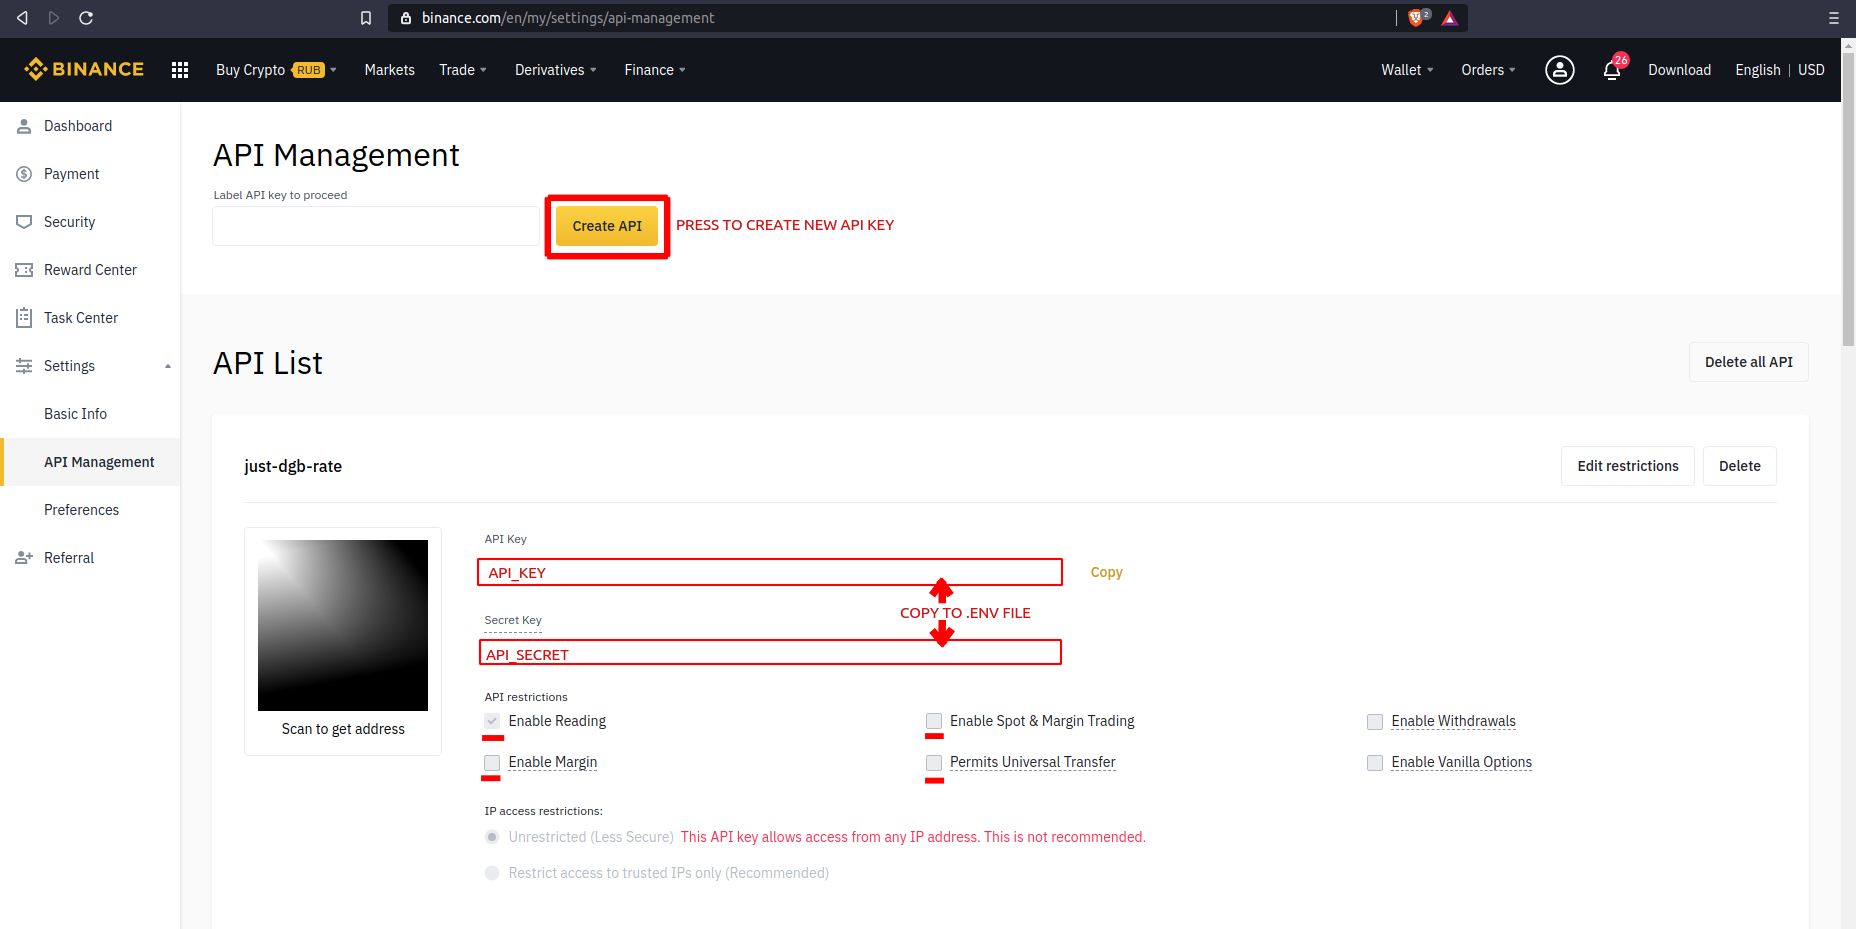 binance.com/en/my/settings/api-management
2
BINANCE
Buy Crypto RUB
Markets
Trade
Derivatives
Finance
Wallet
Orders
26
Download
English | USD
Dashboard
Payment
Security
Reward Center
Task Center
Settings
Basic Info
API Management
Preferences
Referral
API Management
Label API key to proceed
Create API
PRESS TO CREATE NEW API KEY
API List
Delete all API
just-dgb-rate
Edit restrictions
Delete
Scan to get address
API Key
API_KEY
Copy
COPY TO .ENV FILE
Secret Key
API_SECRET
API restrictions
Enable Reading
Enable Spot & Margin Trading
Enable Withdrawals
Enable Margin
Permits Universal Transfer
Enable Vanilla Options
IP access restrictions:
Unrestricted (Less Secure) This API key allows access from any IP address. This is not recommended.
Restrict access to trusted IPs only (Recommended)